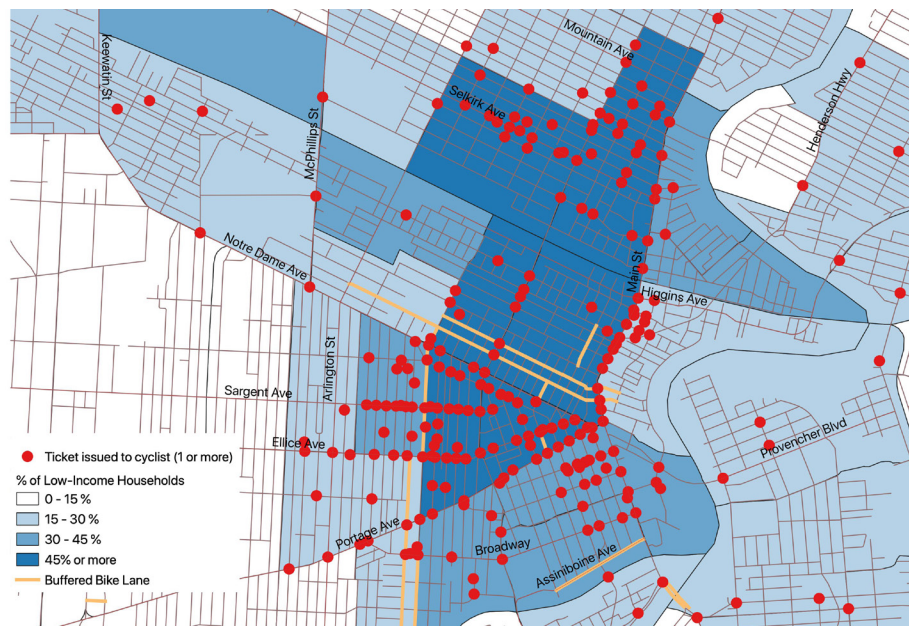 Mountain Ave
Keewatin St
Henderson Hwy
Selkirk Ave
McPhillips St
Notre Dame Ave
Main St
Higgins Ave
Arlington St
Sargent Ave
Provencher Blvd
Ellice Ave
Ticket issued to cyclist (1 or more)
% of Low-Income Households
0 - 15 %
15 - 30 %
30 - 45%
45% or more
Buffered Bike Lane
Portage Ave
Broadway
Assiniboine Ave